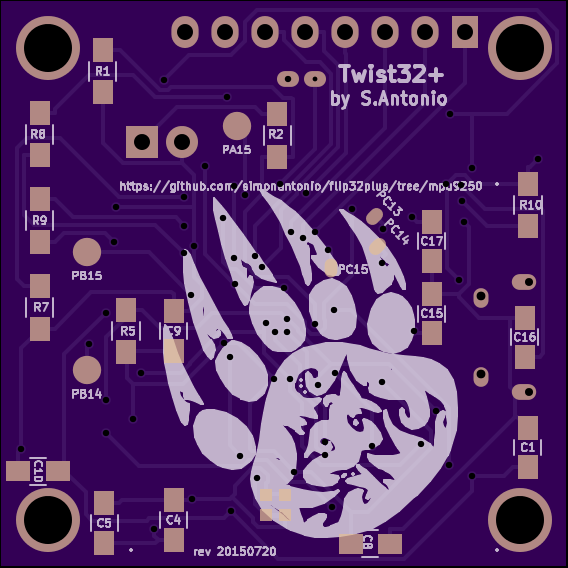 R1
Twist32+
by S.Antonio
R8
R2
PA15
https://github.com/simonantonio/flip32plus/tree/mpu9250
PC13
R10
R9
PC14
C17
PB15
PC15
R7
C15
R5
C9
C16
PB14
C1
C10
C5
C4
C8
rev 20150720